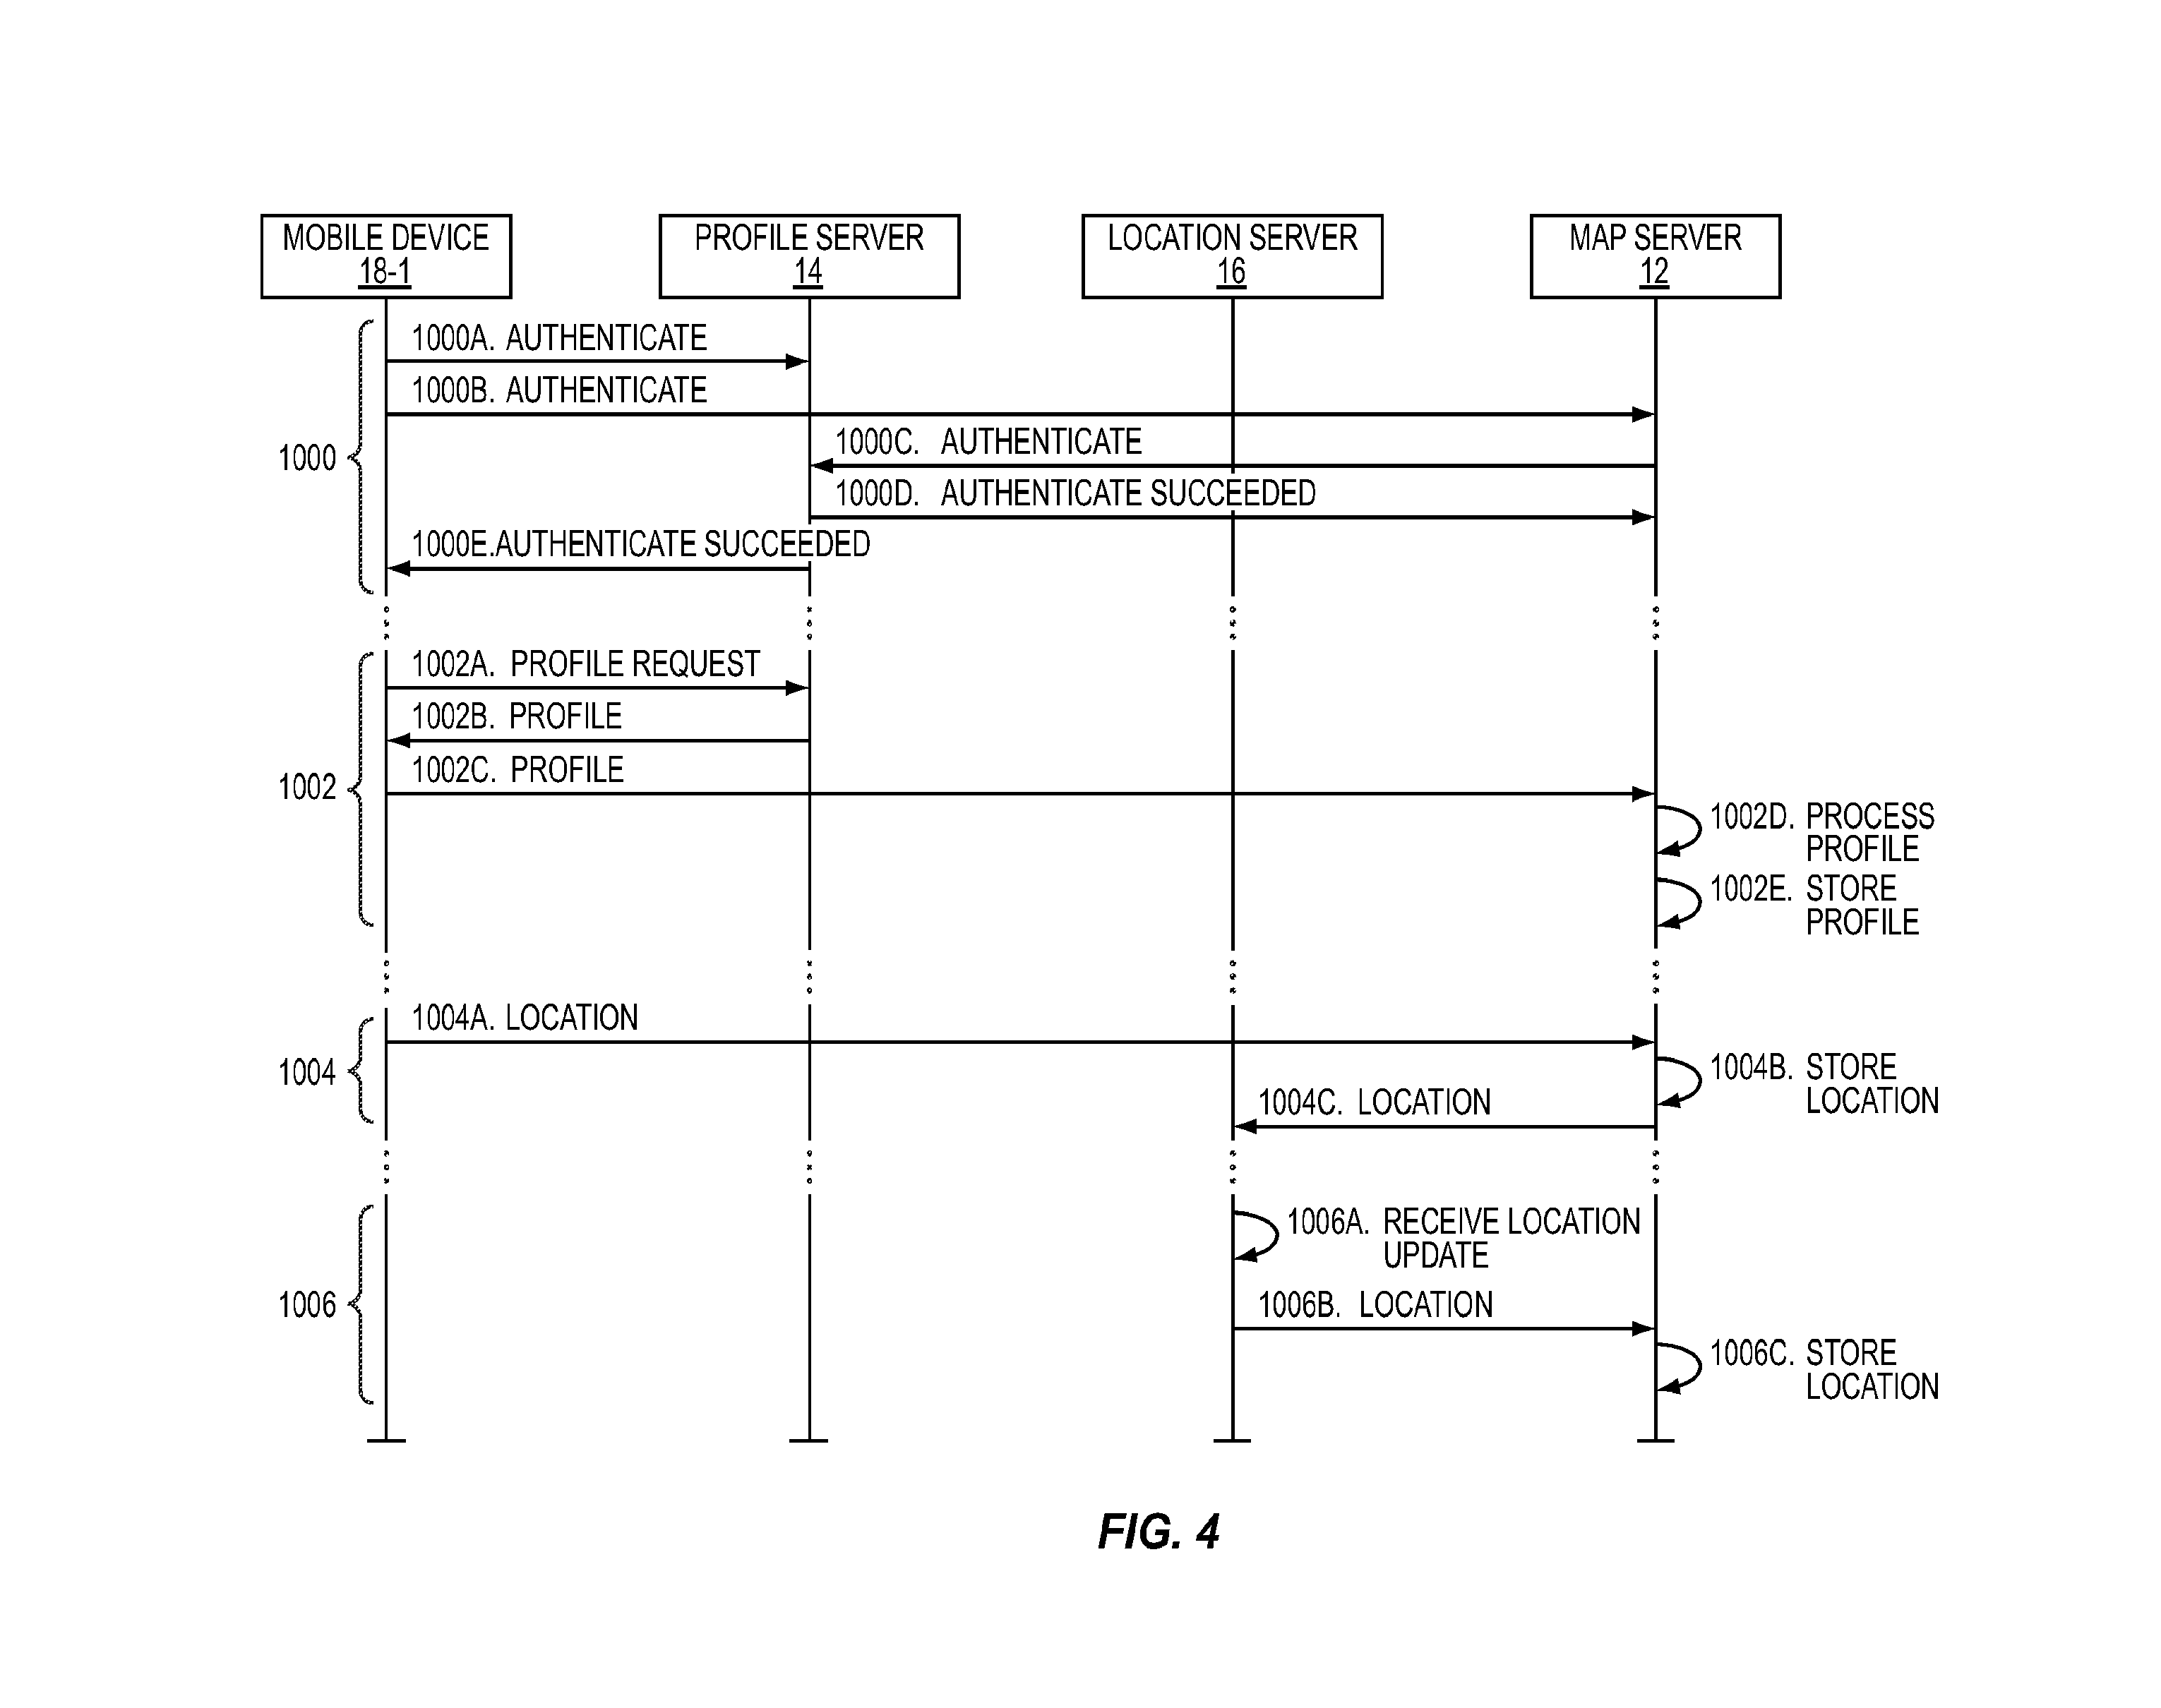 MOBILE DEVICE
18-1
PROFILE SERVER
14
LOCATION SERVER
16
MAP SERVER
12
1000
1000A. AUTHENTICATE
1000B. AUTHENTICATE
1000C. AUTHENTICATE
1000D. AUTHENTICATE SUCCEEDED
1000E.AUTHENTICATE SUCCEEDED
1002
1002A. PROFILE REQUEST
1002B. PROFILE
1002C. PROFILE
1002D. PROCESS
PROFILE
1002E. STORE
PROFILE
1004
1004A. LOCATION
1004B. STORE
LOCATION
1004C. LOCATION
1006
1006A. RECEIVE LOCATION
UPDATE
1006B. LOCATION
1006C. STORE
LOCATION
FIG. 4